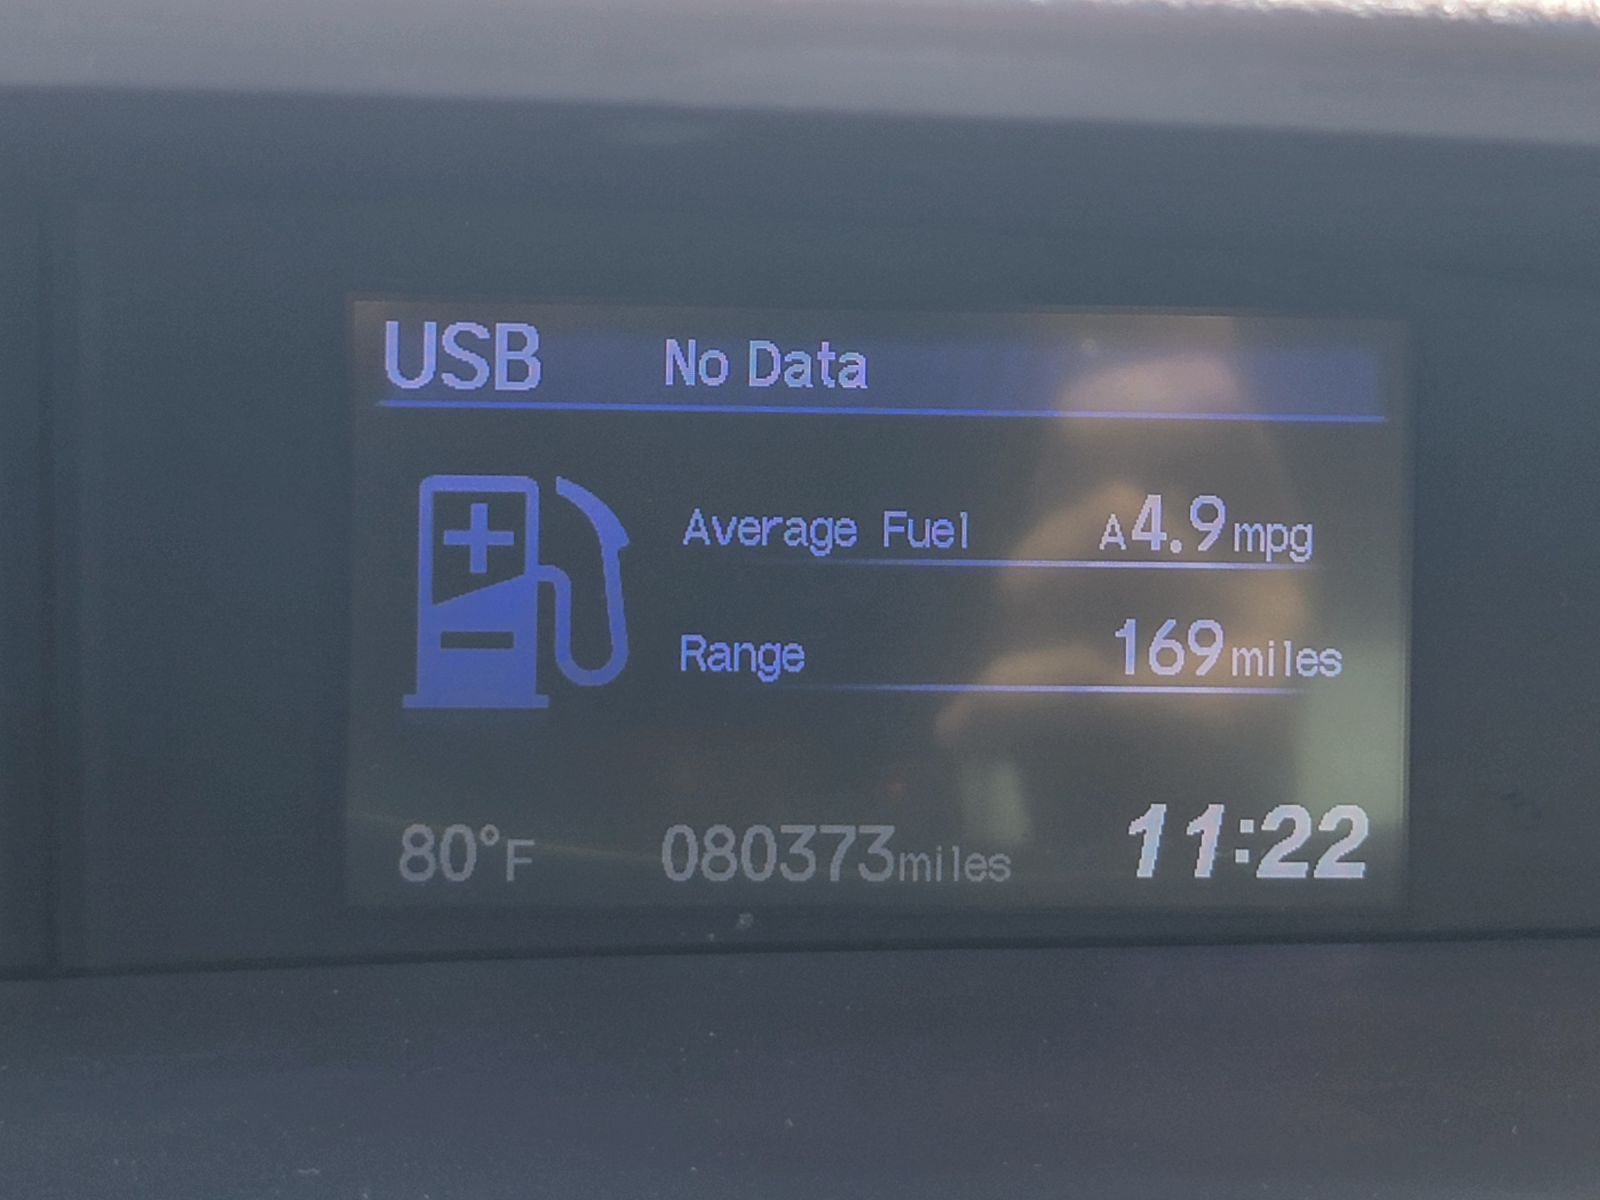 USB No Data
Average Fuel A4.9mpg
Range 169miles
80°F 080373miles 11:22